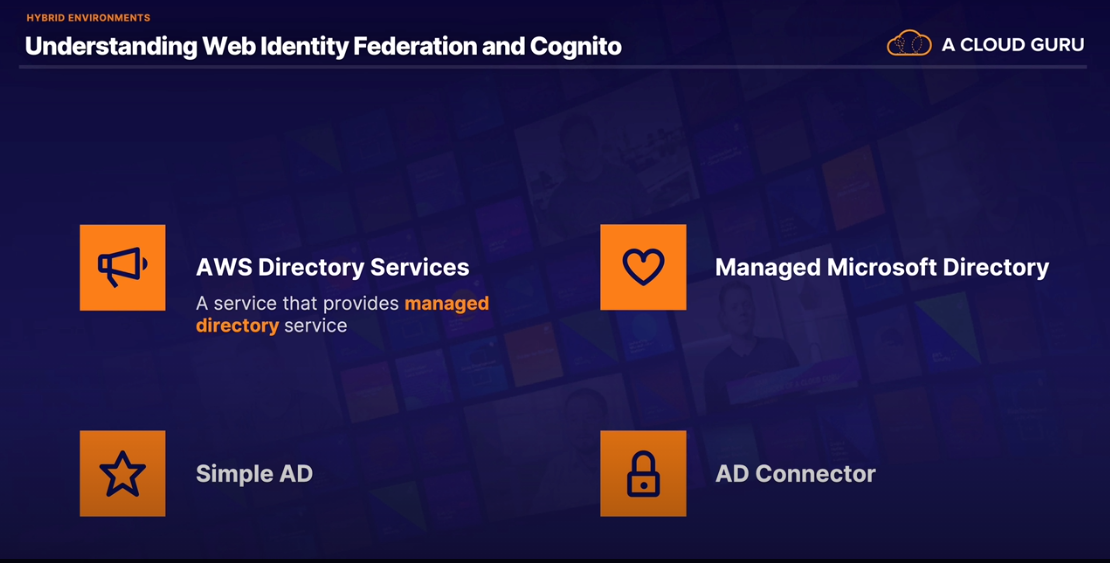 HYBRID ENVIRONMENTS
Understanding Web Identity Federation and Cognito
A CLOUD GURU
AWS Directory Services
A service that provides managed
directory service
Managed Microsoft Directory
Simple AD
AD Connector